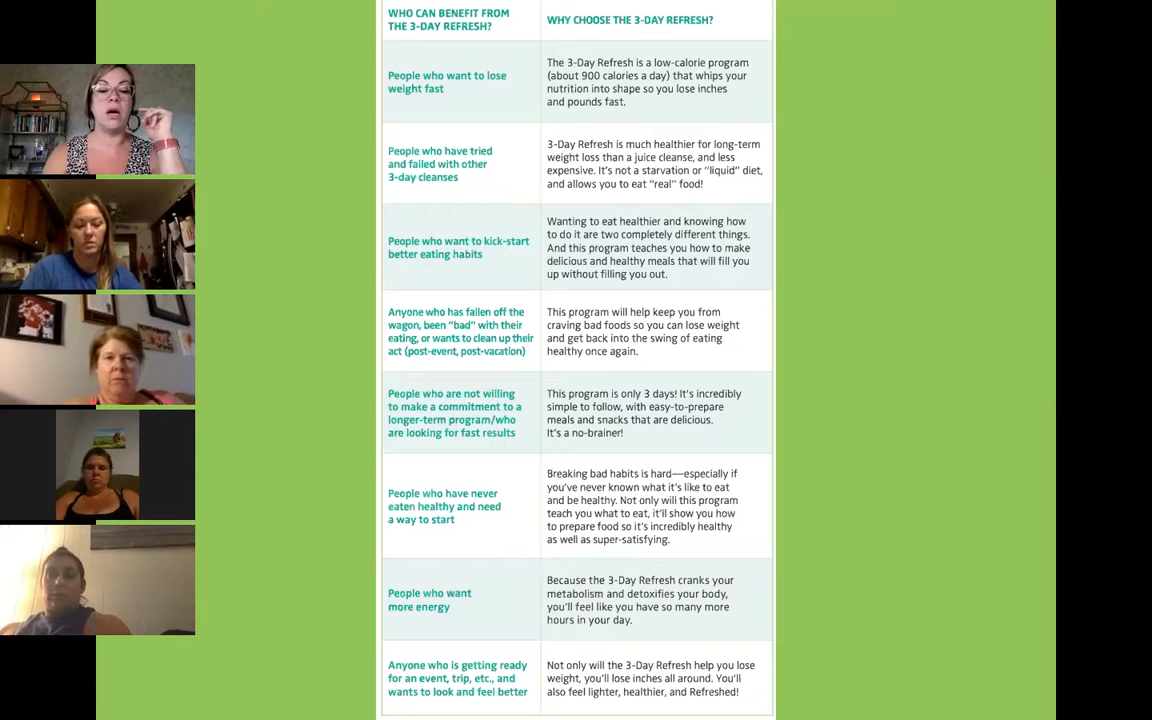 WHO CAN BENEFIT FROM
THE 3-DAY REFRESH?
WHY CHOOSE THE 3-DAY REFRESH?
People who want to lose
weight fast
The 3-Day Refresh is a low-calorie program
(about 900 calories a day) that whips your
nutrition into shape so you lose inches
and pounds fast.
People who have tried
and failed with other
3-day cleanses
3-Day Refresh is much healthier for long-term
weight loss than a juice cleanse, and less
expensive. It's not a starvation or "liquid" diet,
and allows you to eat "real" food!
People who want to kick-start
better eating habits
Wanting to eat healthier and knowing how
to do it are two completely different things.
And this program teaches you how to make
delicious and healthy meals that will fill you
up without filling you out.
Anyone who has fallen off the
wagon, been "bad" with their
eating, or wants to clean up their
act (post-event, post-vacation)
This program will help keep you from
craving bad foods so you can lose weight
and get back into the swing of eating
healthy once again.
People who are not willing
to make a commitment to a
longer-term program/who
are looking for fast results
This program is only 3 days! It's incredibly
simple to follow, with easy-to-prepare
meals and snacks that are delicious.
It's a no-brainer!
People who have never
eaten healthy and need
a way to start
Breaking bad habits is hard—especially if
you've never known what it's like to eat
and be healthy. Not only will this program
teach you what to eat, it'll show you how
to prepare food so it's incredibly healthy
as well as super-satisfying.
People who want
more energy
Because the 3-Day Refresh cranks your
metabolism and detoxifies your body,
you'll feel like you have so many more
hours in your day.
Anyone who is getting ready
for an event, trip, etc., and
wants to look and feel better
Not only will the 3-Day Refresh help you lose
weight, you'll lose inches all around. You'll
also feel lighter, healthier, and Refreshed!